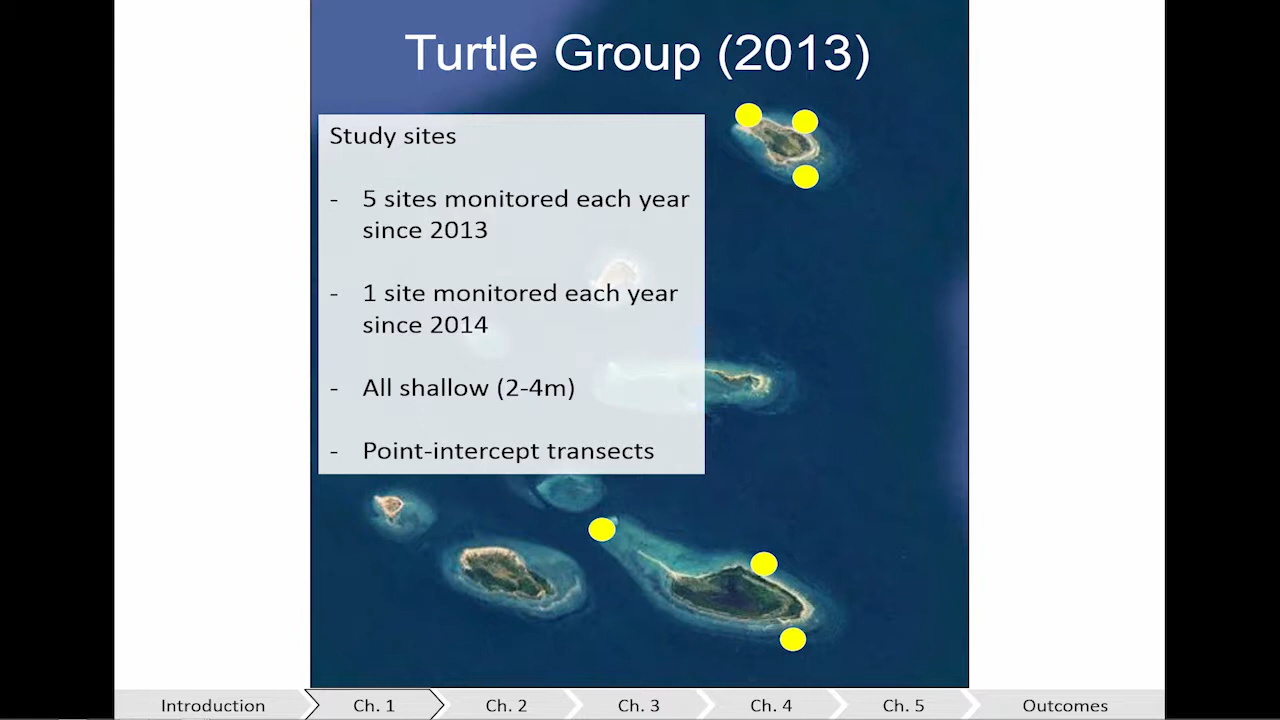 Turtle Group (2013)
Study sites
- 5 sites monitored each year
since 2013
- 1 site monitored each year
since 2014
- All shallow (2-4m)
- Point-intercept transects
Introduction Ch. 1 Ch. 2 Ch. 3 Ch. 4 Ch. 5 Outcomes